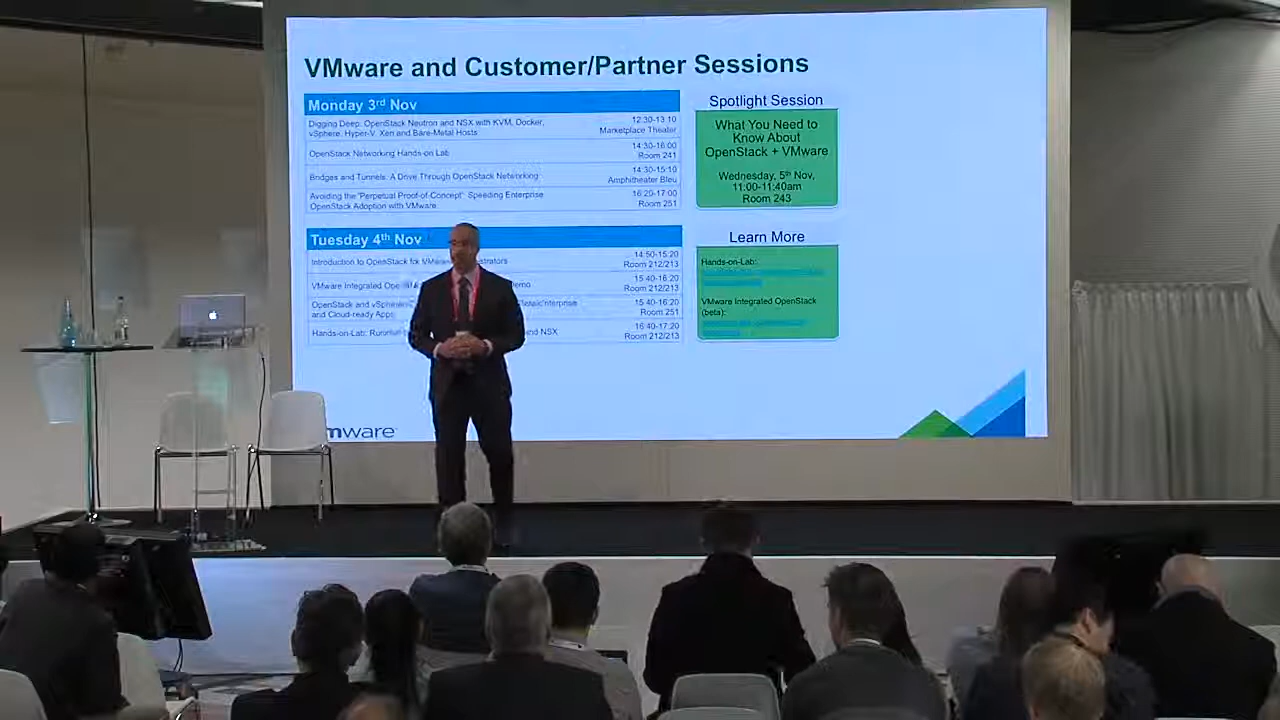 VMware and Customer/Partner Sessions
Monday 3rd Nov
Digging Deep: OpenStack Neutron and NSX with KVM, Docker,
vSphere, Hyper-V, Xen and Bare-Metal Hosts
12:30-13:10
Marketplace Theater
OpenStack Networking Hands-on Lab
14:30-16:00
Room 241
Bridges and Tunnels: A Drive Through OpenStack Networking
14:30-15:10
Amphitheater Bleu
Avoiding the "Perpetual Proof-of-Concept": Speeding Enterprise
OpenStack Adoption with VMware
16:20-17:00
Room 251
Tuesday 4th Nov
Introduction to OpenStack for
14:50-15:20
Room 212/213
VMware Integrated
15:40-16:20
Room 212/213
OpenStack and
and Cloud-ready Apps
15:40-16:20
Room 251
Hands-on-Lab:
and NSX
16:40-17:20
Room 212/213
Spotlight Session
What You Need to
Know About
OpenStack + VMware
Wednesday, 5th Nov,
11:00-11:40am
Room 243
Learn More
Hands-on-Lab:
VMware Integrated OpenStack
(beta):
mware